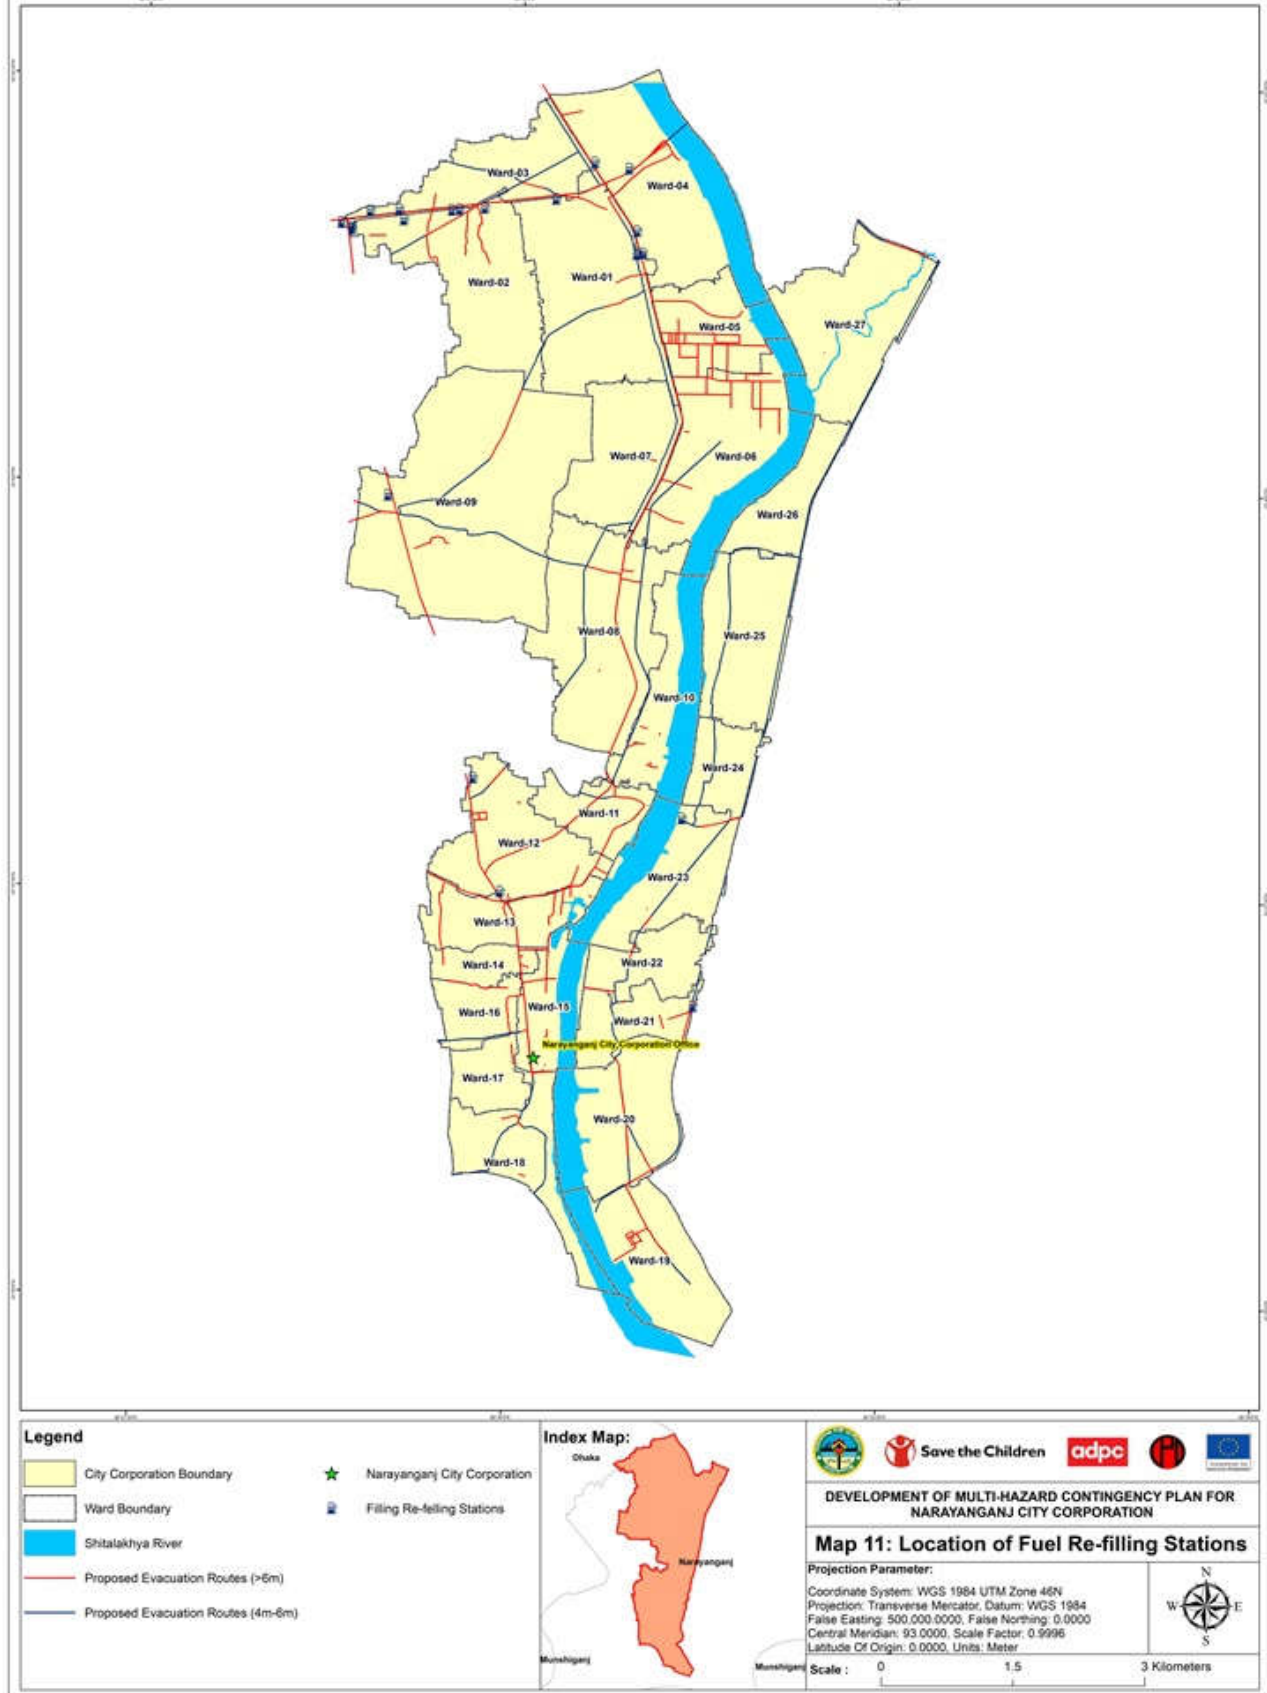 Ward-03
Ward-04
Ward-02
Ward-01
Ward-05
Ward-27
Ward-07
Ward-06
Ward-09
Ward-26
Ward-08
Ward-25
Ward-10
Ward-24
Ward-11
Ward-12
Ward-23
Ward-13
Ward-14
Ward-22
Ward-16
Ward-15
Ward-21
Narayanganj City Corporation Office
Ward-17
Ward-20
Ward-18
Ward-19
Legend
City Corporation Boundary
Narayanganj City Corporation
Ward Boundary
Filling Re-felling Stations
Shitalakhya River
Proposed Evacuation Routes (>6m)
Proposed Evacuation Routes (4m-6m)
Index Map:
Dhaka
Narayanganj
Munshiganj
Munshiganj
Save the Children
adpc
DEVELOPMENT OF MULTI-HAZARD CONTINGENCY PLAN FOR
NARAYANGANJ CITY CORPORATION
Map 11: Location of Fuel Re-filling Stations
Projection Parameter:
Coordinate System: WGS 1984 UTM Zone 46N
Projection: Transverse Mercator, Datum: WGS 1984
False Easting: 500,000.0000, False Northing: 0.0000
Central Meridian: 93.0000, Scale Factor: 0.9996
Latitude Of Origin: 0.0000, Units: Meter
N
W
E
S
Scale :
0 1.5 3 Kilometers